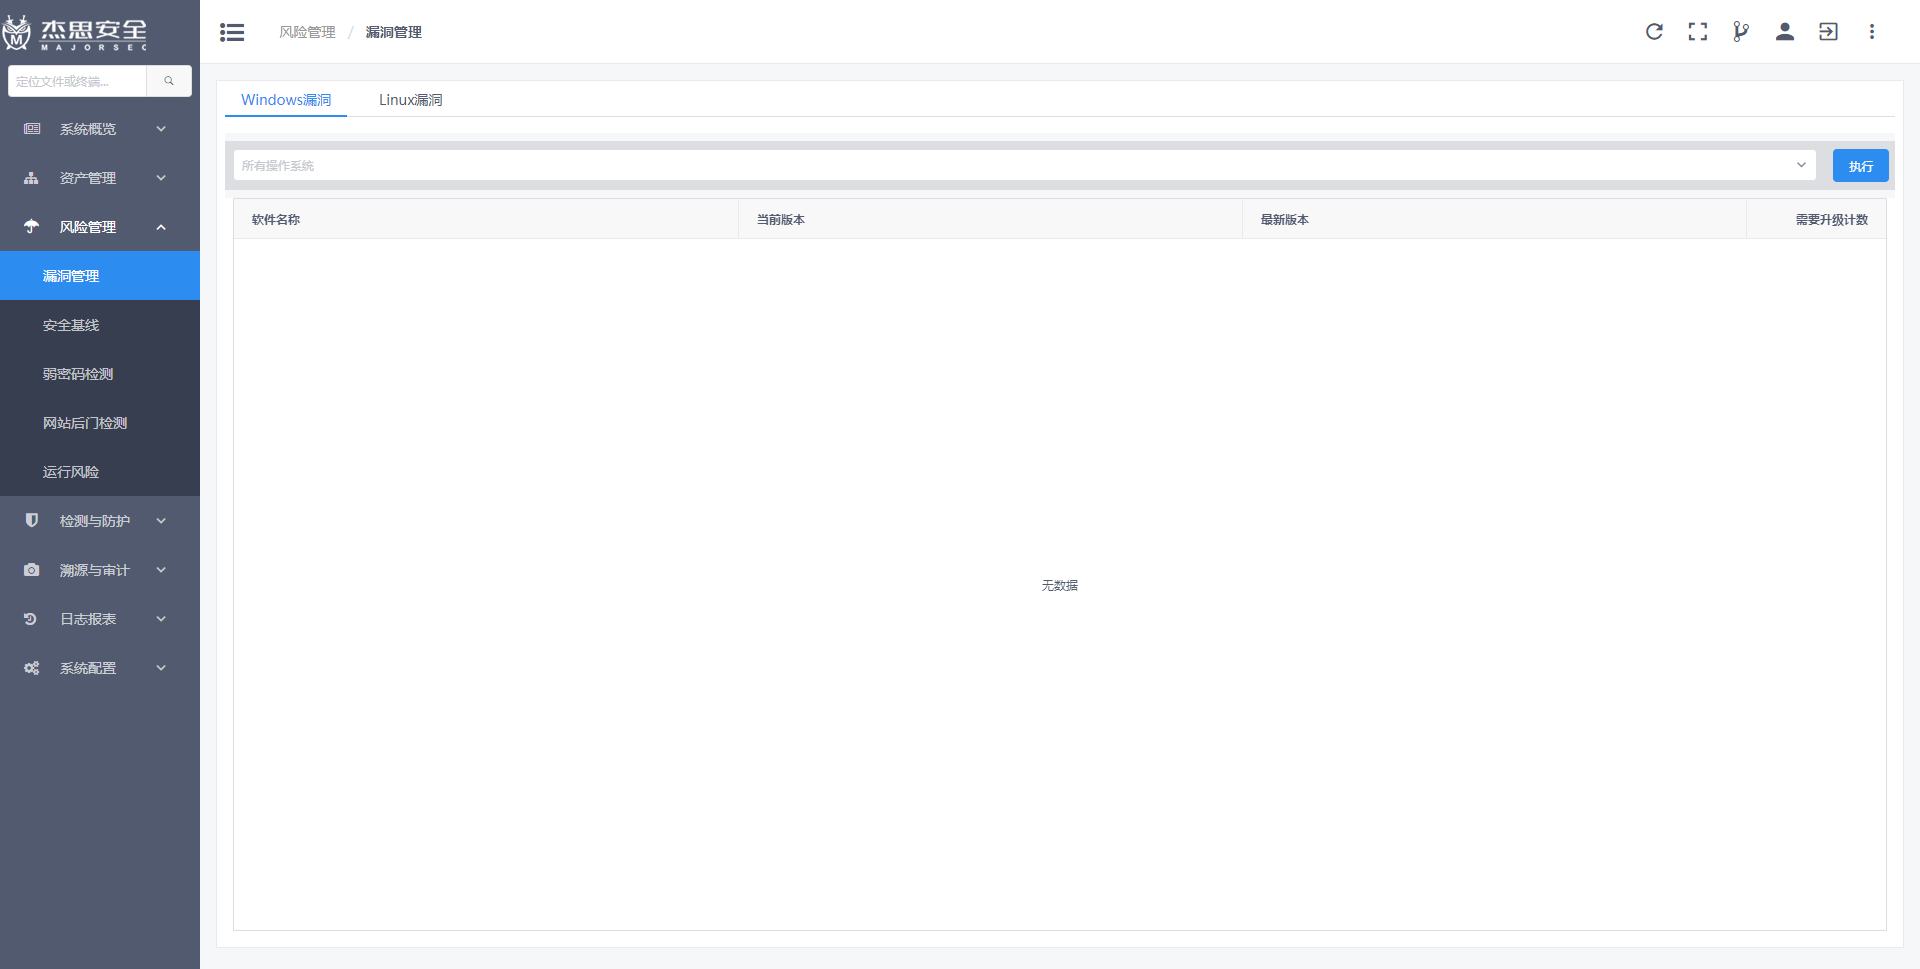 杰思安全
MAJORSEC
定位文件或终端...
系统概览
资产管理
风险管理
漏洞管理
安全基线
弱密码检测
网站后门检测
运行风险
检测与防护
溯源与审计
日志报表
系统配置
风险管理 / 漏洞管理
Windows漏洞 Linux漏洞
所有操作系统 执行
软件名称 当前版本 最新版本 需要升级计数
无数据